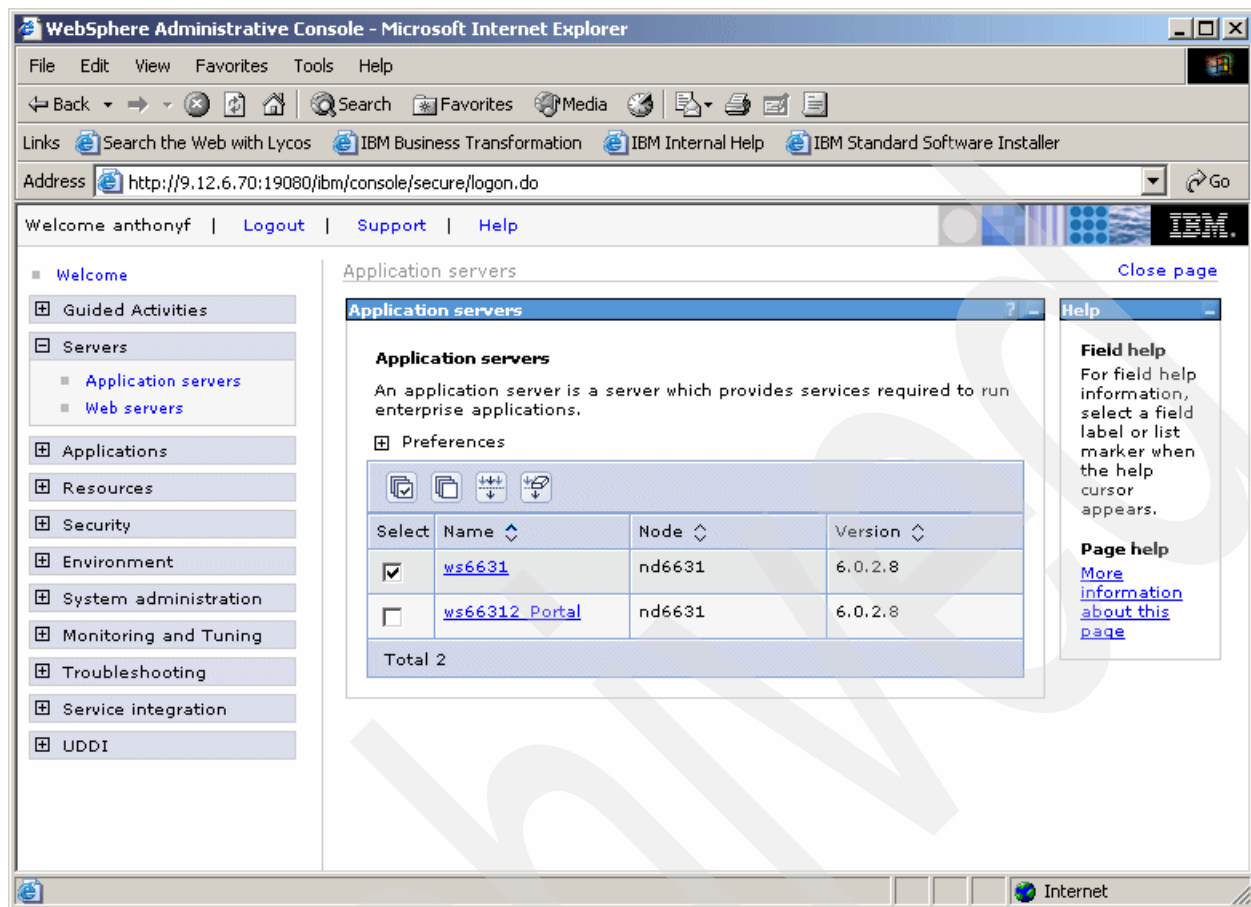 WebSphere Administrative Console - Microsoft Internet Explorer
File Edit View Favorites Tools Help
Back Search Favorites Media
Links Search the Web with Lycos IBM Business Transformation IBM Internal Help IBM Standard Software Installer
Address http://9.12.6.70:19080/ibm/console/secure/logon.do Go
Welcome anthonyf | Logout | Support | Help IBM.
Welcome
Guided Activities
Servers
Application servers
Web servers
Applications
Resources
Security
Environment
System administration
Monitoring and Tuning
Troubleshooting
Service integration
UDDI
Application servers Close page
Application servers ?
Application servers
An application server is a server which provides services required to run
enterprise applications.
Preferences
Select Name Node Version
ws6631 nd6631 6.0.2.8
ws66312_Portal nd6631 6.0.2.8
Total 2
Help
Field help
For field help
information,
select a field
label or list
marker when
the help
cursor
appears.
Page help
More
information
about this
page
Internet